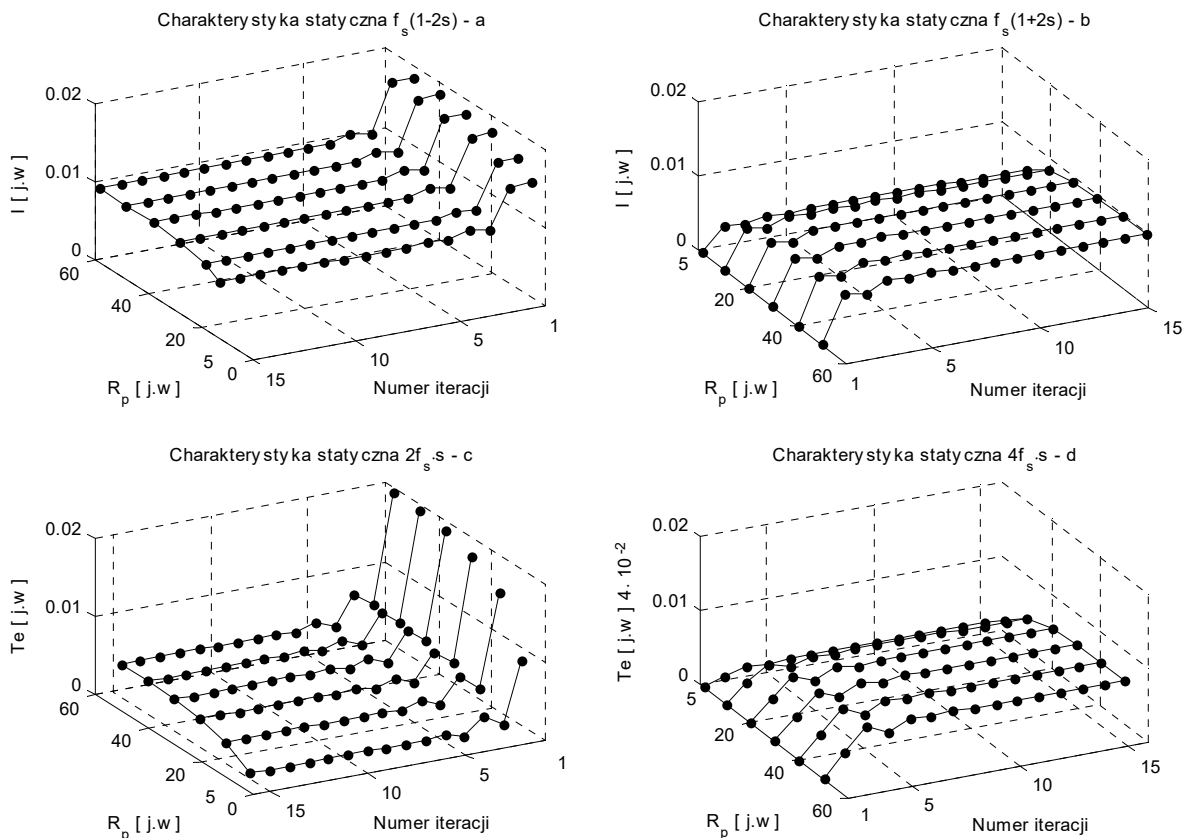 Charakterystyka statyczna f_s(1-2s) - a
0.02
0.01
0
I [ j.w]
60
40
20
5
0
R_p [ j.w ]
15
10
5
1
Numer iteracji
Charakterystyka statyczna f_s(1+2s) - b
0.02
0.01
0
I [ j.w]
5
20
40
60
R_p [ j.w ]
1
5
10
15
Numer iteracji
Charakterystyka statyczna 2f_s·s - c
0.02
0.01
0
Te [ j.w ]
60
40
20
5
0
R_p [ j.w ]
15
10
5
1
Numer iteracji
Charakterystyka statyczna 4f_s·s - d
0.02
0.01
0
Te [ j.w ] 4· 10^-2
5
20
40
60
R_p [ j.w ]
1
5
10
15
Numer iteracji